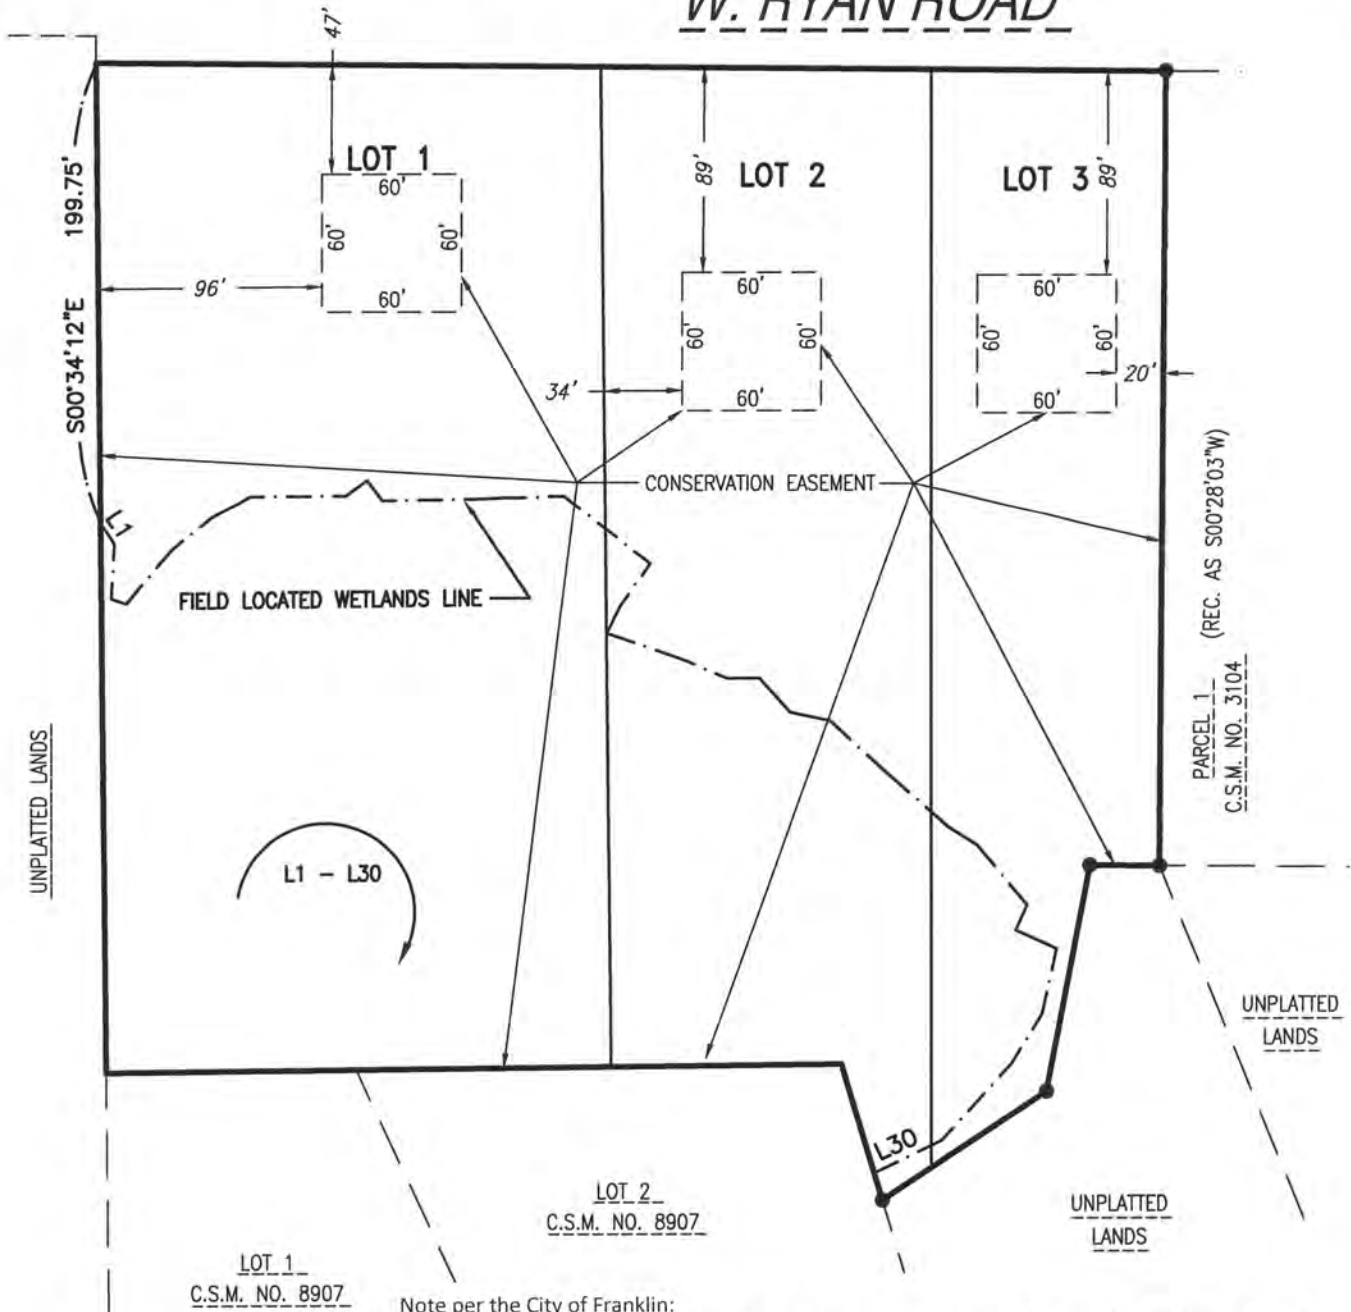 W. RYAN ROAD
47'
LOT 1
LOT 2
LOT 3
89'
89'
60'
60'
60'
60'
S00°34'12"E 199.75'
96'
60'
60'
60'
60'
60'
60'
60'
60'
34'
20'
CONSERVATION EASEMENT
L1
FIELD LOCATED WETLANDS LINE
(REC. AS S00°28'03"W)
PARCEL 1
C.S.M. NO. 3104
UNPLATTED LANDS
L1 - L30
UNPLATTED
LANDS
L30
LOT 2
C.S.M. NO. 8907
UNPLATTED
LANDS
LOT 1
C.S.M. NO. 8907
Note per the City of Franklin: